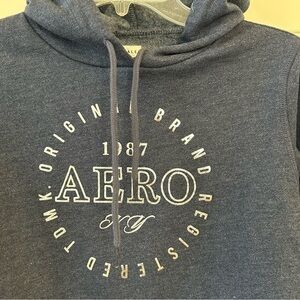 ORIGINAL BRAND REGISTERED TDMK.
1987
AERO
NY